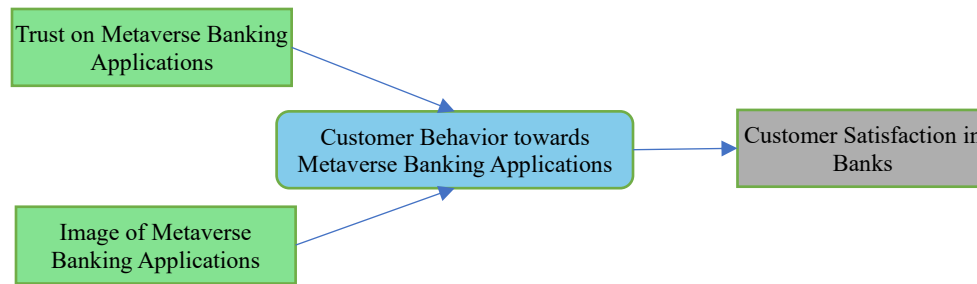 Trust on Metaverse Banking
Applications
Customer Behavior towards
Metaverse Banking Applications
Customer Satisfaction in
Banks
Image of Metaverse
Banking Applications